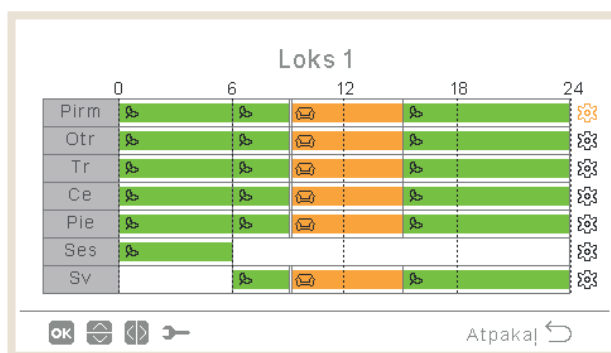 Loks 1
0 6 12 18 24
Pirm
Otr
Tr
Ce
Pie
Ses
Sv
OK Atpakaļ